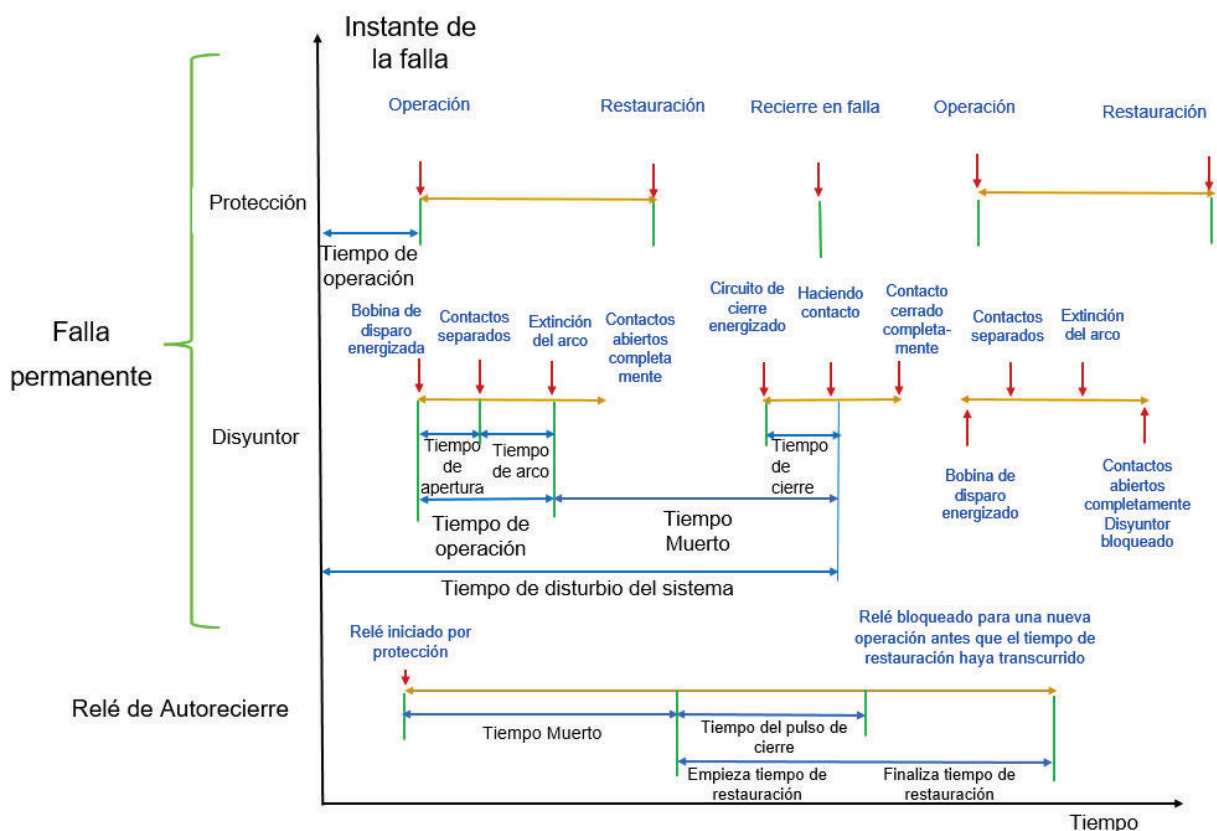 Instante de
la falla
Operación
Restauración
Recierre en falla
Operación
Restauración
Protección
Tiempo de
operación
Falla
permanente
Bobina de
disparo
energizada
Contactos
separados
Extinción
del arco
Contactos
abiertos
completa
mente
Circuito de
cierre
energizado
Haciendo
contacto
Contacto
cerrado
completa-
mente
Contactos
separados
Extinción
del arco
Disyuntor
Tiempo
de
apertura
Tiempo
de arco
Tiempo
de
cierre
Tiempo de
operación
Tiempo
Muerto
Bobina de
disparo
energizado
Contactos
abiertos
completamente
Disyuntor
bloqueado
Tiempo de disturbio del sistema
Relé iniciado por
protección
Relé bloqueado para una nueva
operación antes que el tiempo de
restauración haya transcurrido
Relé de Autorecierre
Tiempo Muerto
Tiempo del pulso de
cierre
Empieza tiempo de
restauración
Finaliza tiempo de
restauración
Tiempo